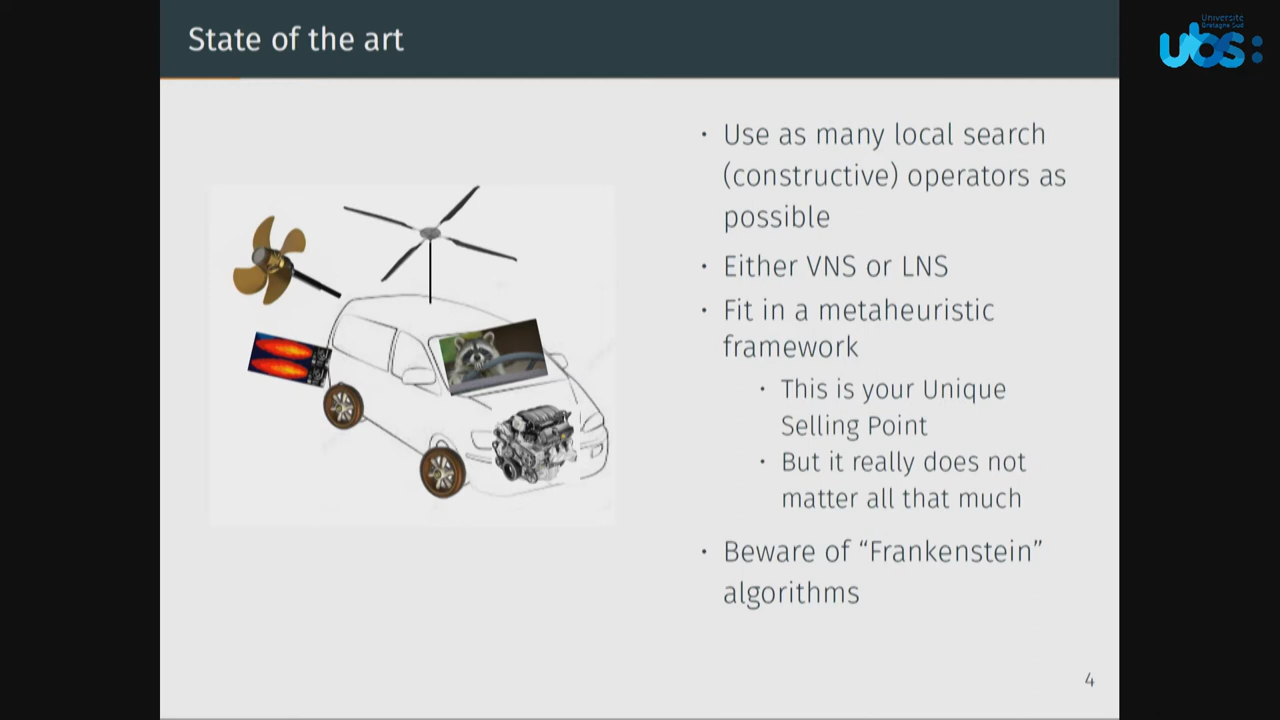 State of the art
Université
Bretagne Sud
ubs:
· Use as many local search
(constructive) operators as
possible
· Either VNS or LNS
· Fit in a metaheuristic
framework
· This is your Unique
Selling Point
· But it really does not
matter all that much
· Beware of “Frankenstein”
algorithms
4